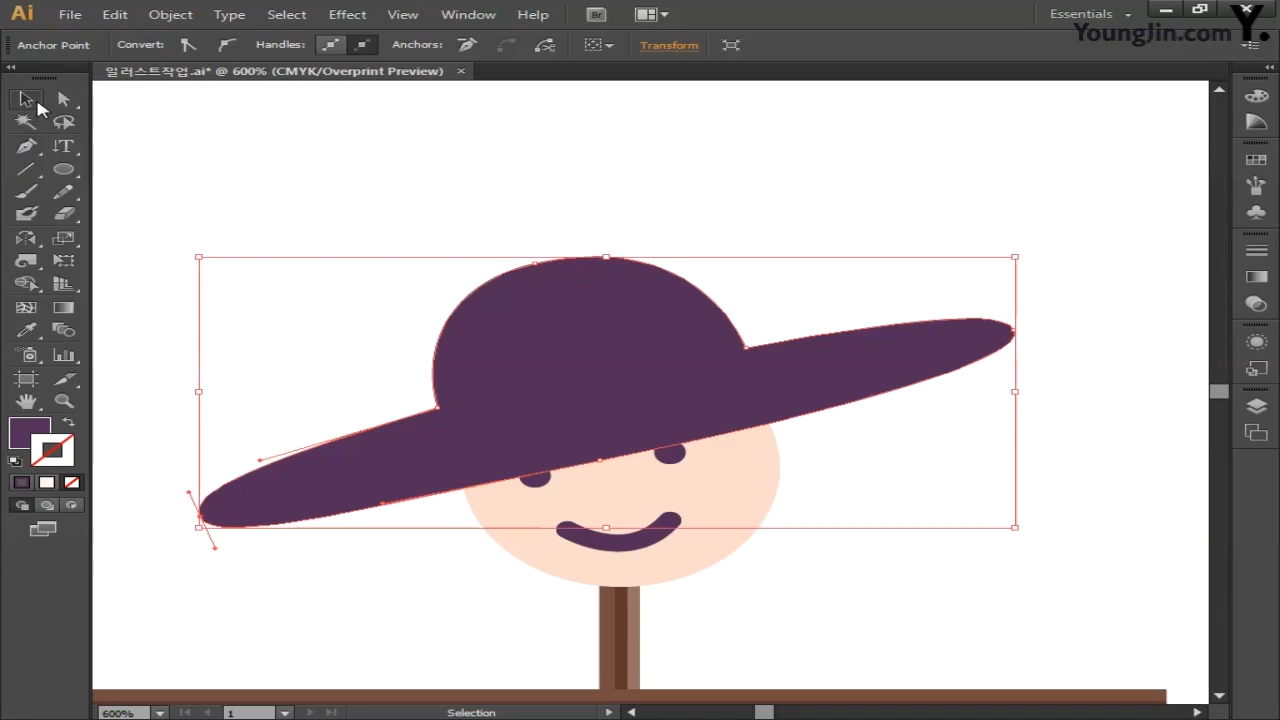 Ai File Edit Object Type Select Effect View Window Help Br Essentials
YoungJin.com Y.
Anchor Point Convert: Handles: Anchors: Transform
일러스트작업.ai* @ 600% (CMYK/Overprint Preview) ×
T
600% 1 Selection